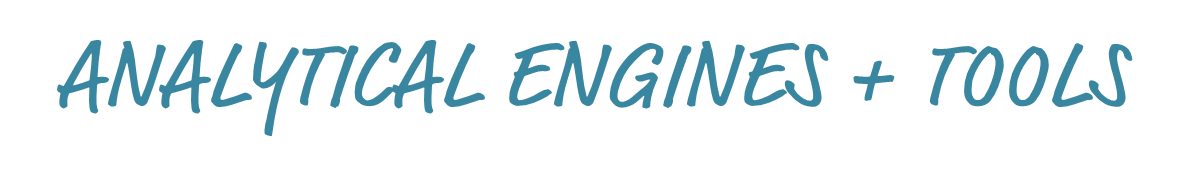 ANALYTICAL ENGINES + TOOLS